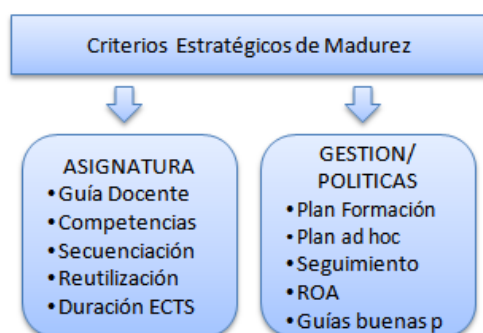 Criterios Estratégicos de Madurez
ASIGNATURA
•Guía Docente
•Competencias
•Secuenciación
•Reutilización
•Duración ECTS
GESTION/
POLITICAS
•Plan Formación
•Plan ad hoc
•Seguimiento
•ROA
•Guías buenas p